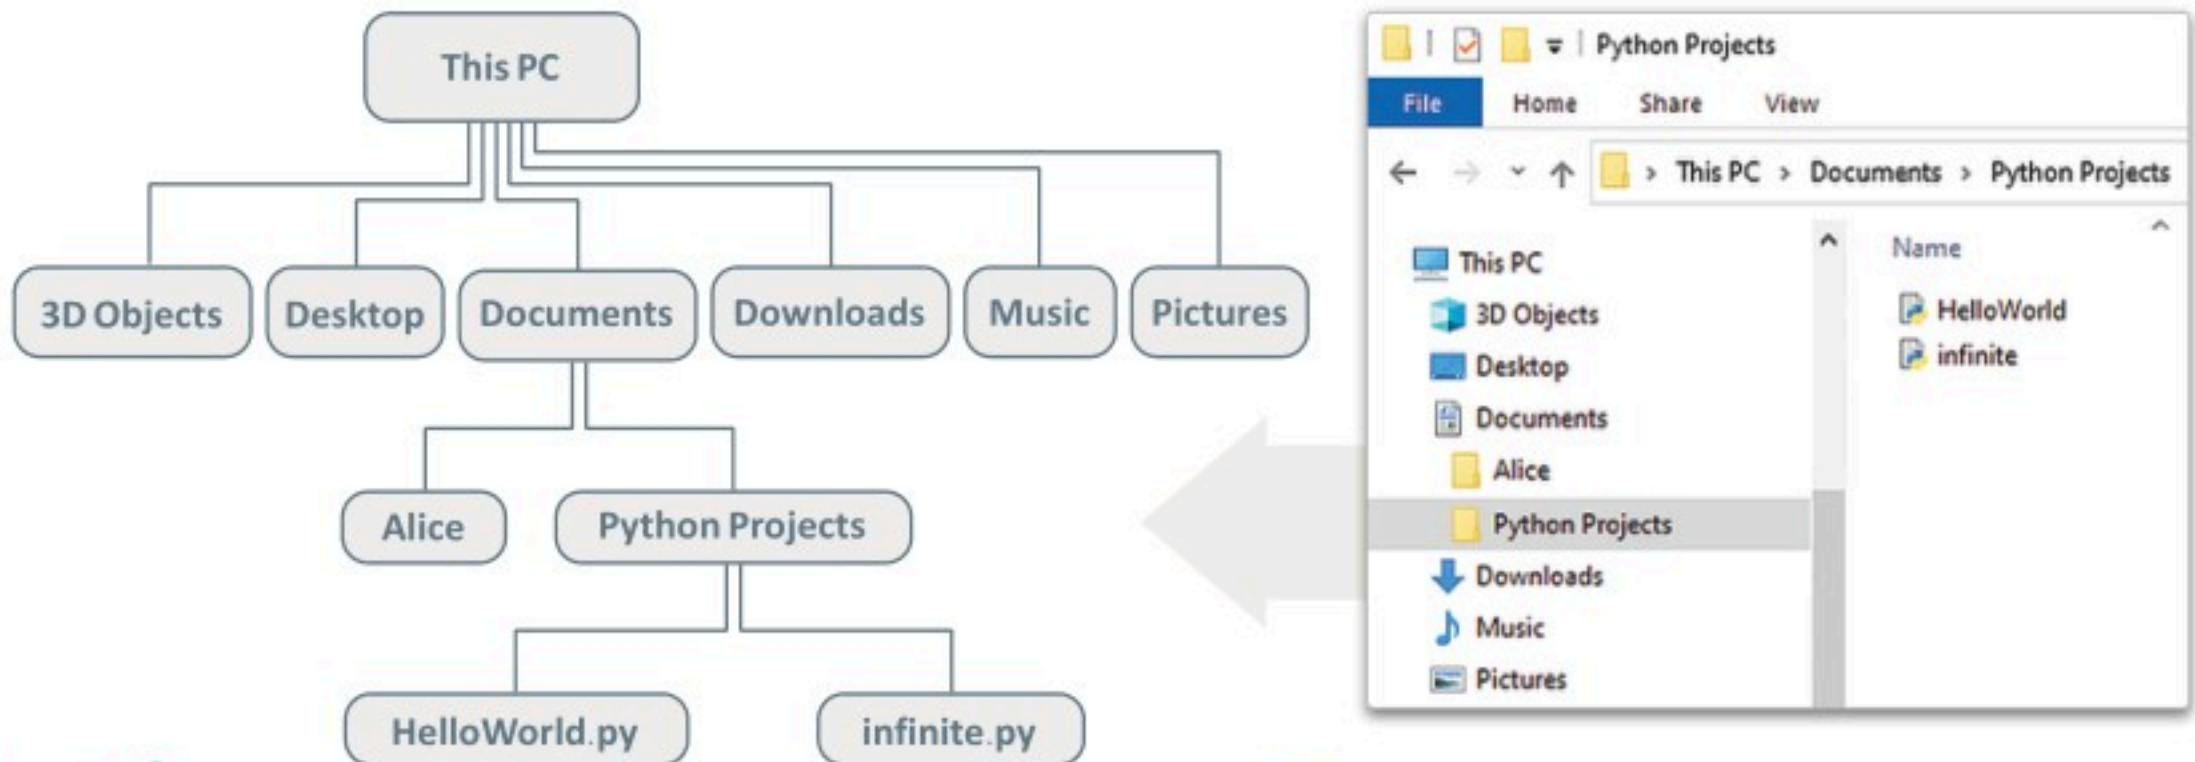 This PC
3D Objects
Desktop
Documents
Downloads
Music
Pictures
Alice
Python Projects
HelloWorld.py
infinite.py
Python Projects
File Home Share View
This PC > Documents > Python Projects
Name
This PC
3D Objects
Desktop
Documents
Alice
Python Projects
Downloads
Music
Pictures
HelloWorld
infinite